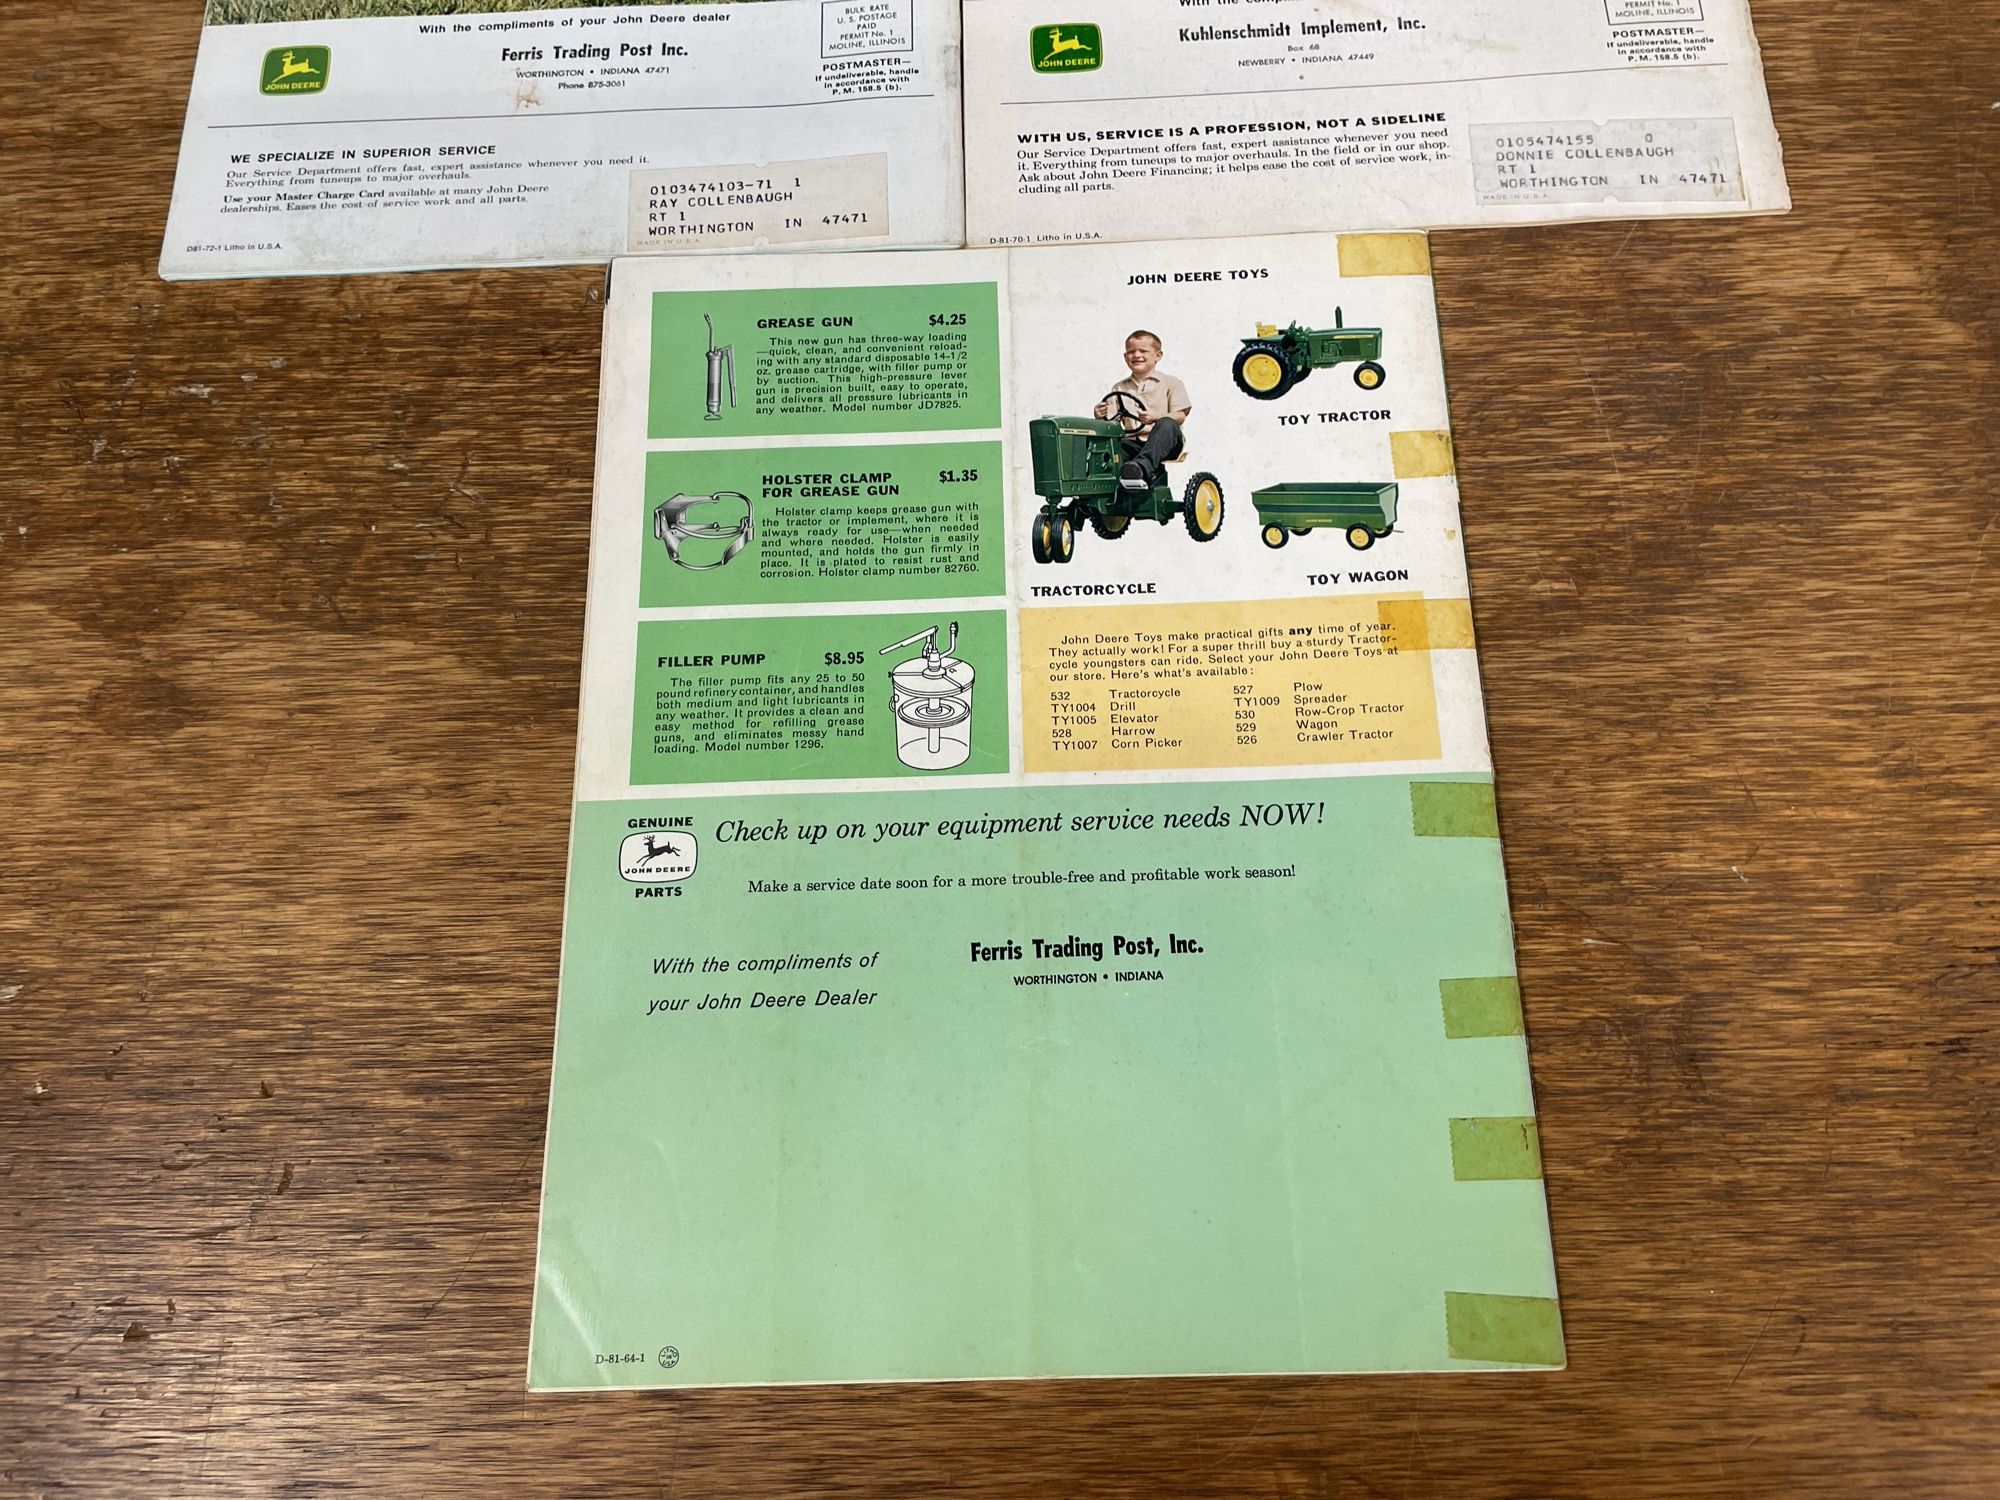 With the compliments of your John Deere dealer
JOHN DEERE
Ferris Trading Post Inc.
WORTHINGTON • INDIANA 47471
Phone 875-3061
BULK RATE
U. S. POSTAGE
PAID
PERMIT No. 1
MOLINE, ILLINOIS
POSTMASTER—
If undeliverable, handle
in accordance with
P. M. 158.5 (b).
WE SPECIALIZE IN SUPERIOR SERVICE
Our Service Department offers fast, expert assistance whenever you need it.
Everything from tuneups to major overhauls.
Use your Master Charge Card available at many John Deere
dealerships. Eases the cost of service work and all parts.
0103474103-71 1
RAY COLLENBAUGH
RT 1
WORTHINGTON IN 47471
MADE IN U.S.A.
D81-72-1 Litho in U.S.A.
With the
JOHN DEERE
Kuhlenschmidt Implement, Inc.
Box 68
NEWBERRY • INDIANA 47449
PERMIT No. 1
MOLINE, ILLINOIS
POSTMASTER—
If undeliverable, handle
in accordance with
P. M. 158.5 (b).
WITH US, SERVICE IS A PROFESSION, NOT A SIDELINE
Our Service Department offers fast, expert assistance whenever you need
it. Everything from tuneups to major overhauls. In the field or in our shop.
Ask about John Deere Financing; it helps ease the cost of service work, in-
cluding all parts.
0105474155 0
DONNIE COLLENBAUGH
RT 1
WORTHINGTON IN 47471
MADE IN U.S.A.
D-81-70-1 Litho in U.S.A.
GREASE GUN $4.25
This new gun has three-way loading
—quick, clean, and convenient reload-
ing with any standard disposable 14-1/2
oz. grease cartridge, with filler pump or
by suction. This high-pressure lever
gun is precision built, easy to operate,
and delivers all pressure lubricants in
any weather. Model number JD7825.
HOLSTER CLAMP $1.35
FOR GREASE GUN
Holster clamp keeps grease gun with
the tractor or implement, where it is
always ready for use—when needed
and where needed. Holster is easily
mounted, and holds the gun firmly in
place. It is plated to resist rust and
corrosion. Holster clamp number 82760.
FILLER PUMP $8.95
The filler pump fits any 25 to 50
pound refinery container, and handles
both medium and light lubricants in
any weather. It provides a clean and
easy method for refilling grease
guns, and eliminates messy hand
loading. Model number 1296.
JOHN DEERE TOYS
TOY TRACTOR
JOHN DEERE
TOY WAGON
TRACTORCYCLE
John Deere Toys make practical gifts any time of year.
They actually work! For a super thrill buy a sturdy Tractor-
cycle youngsters can ride. Select your John Deere Toys at
our store. Here's what's available:
532 Tractorcycle 527 Plow
TY1004 Drill TY1009 Spreader
TY1005 Elevator 530 Row-Crop Tractor
528 Harrow 529 Wagon
TY1007 Corn Picker 526 Crawler Tractor
GENUINE
JOHN DEERE
PARTS
Check up on your equipment service needs NOW!
Make a service date soon for a more trouble-free and profitable work season!
With the compliments of
your John Deere Dealer
Ferris Trading Post, Inc.
WORTHINGTON • INDIANA
D-81-64-1 LITHO IN USA